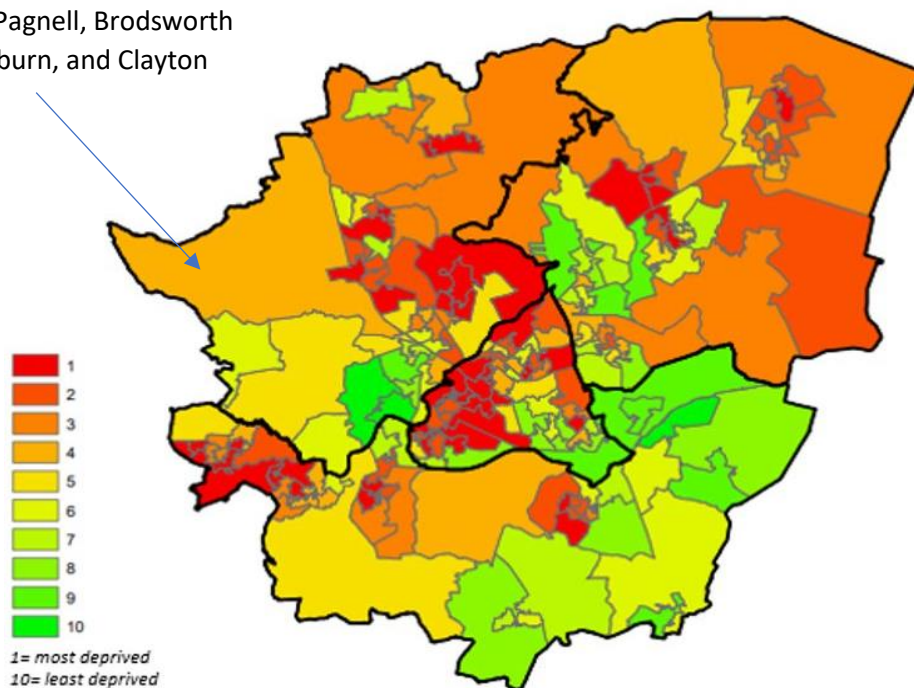 Pagnell, Brodsworth
burn, and Clayton
1
2
3
4
5
6
7
8
9
10
1= most deprived
10= least deprived